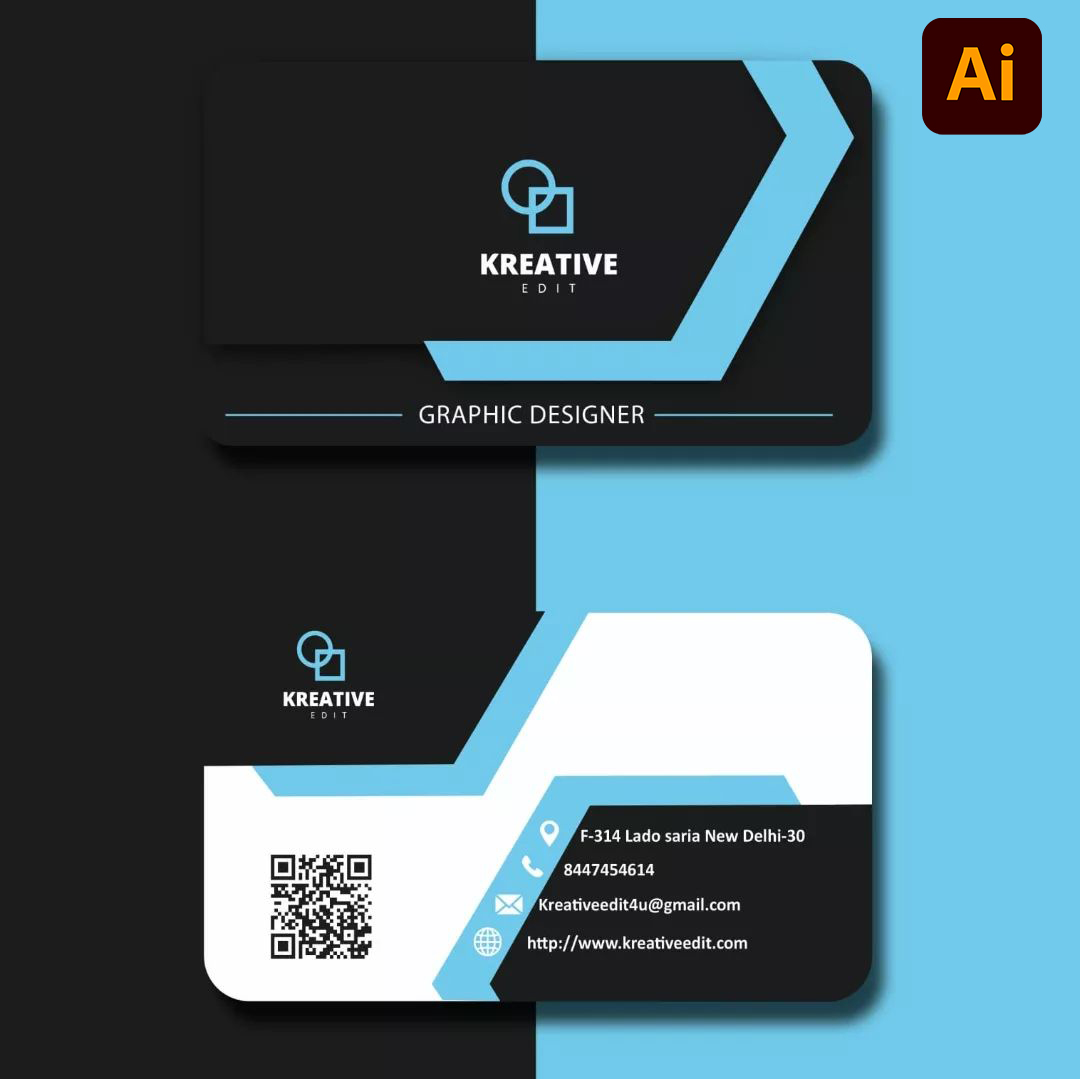 Ai
KREATIVE
EDIT
GRAPHIC DESIGNER
KREATIVE
EDIT
F-314 Lado saria New Delhi-30
8447454614
Kreativeedit4u@gmail.com
http://www.kreativeedit.com